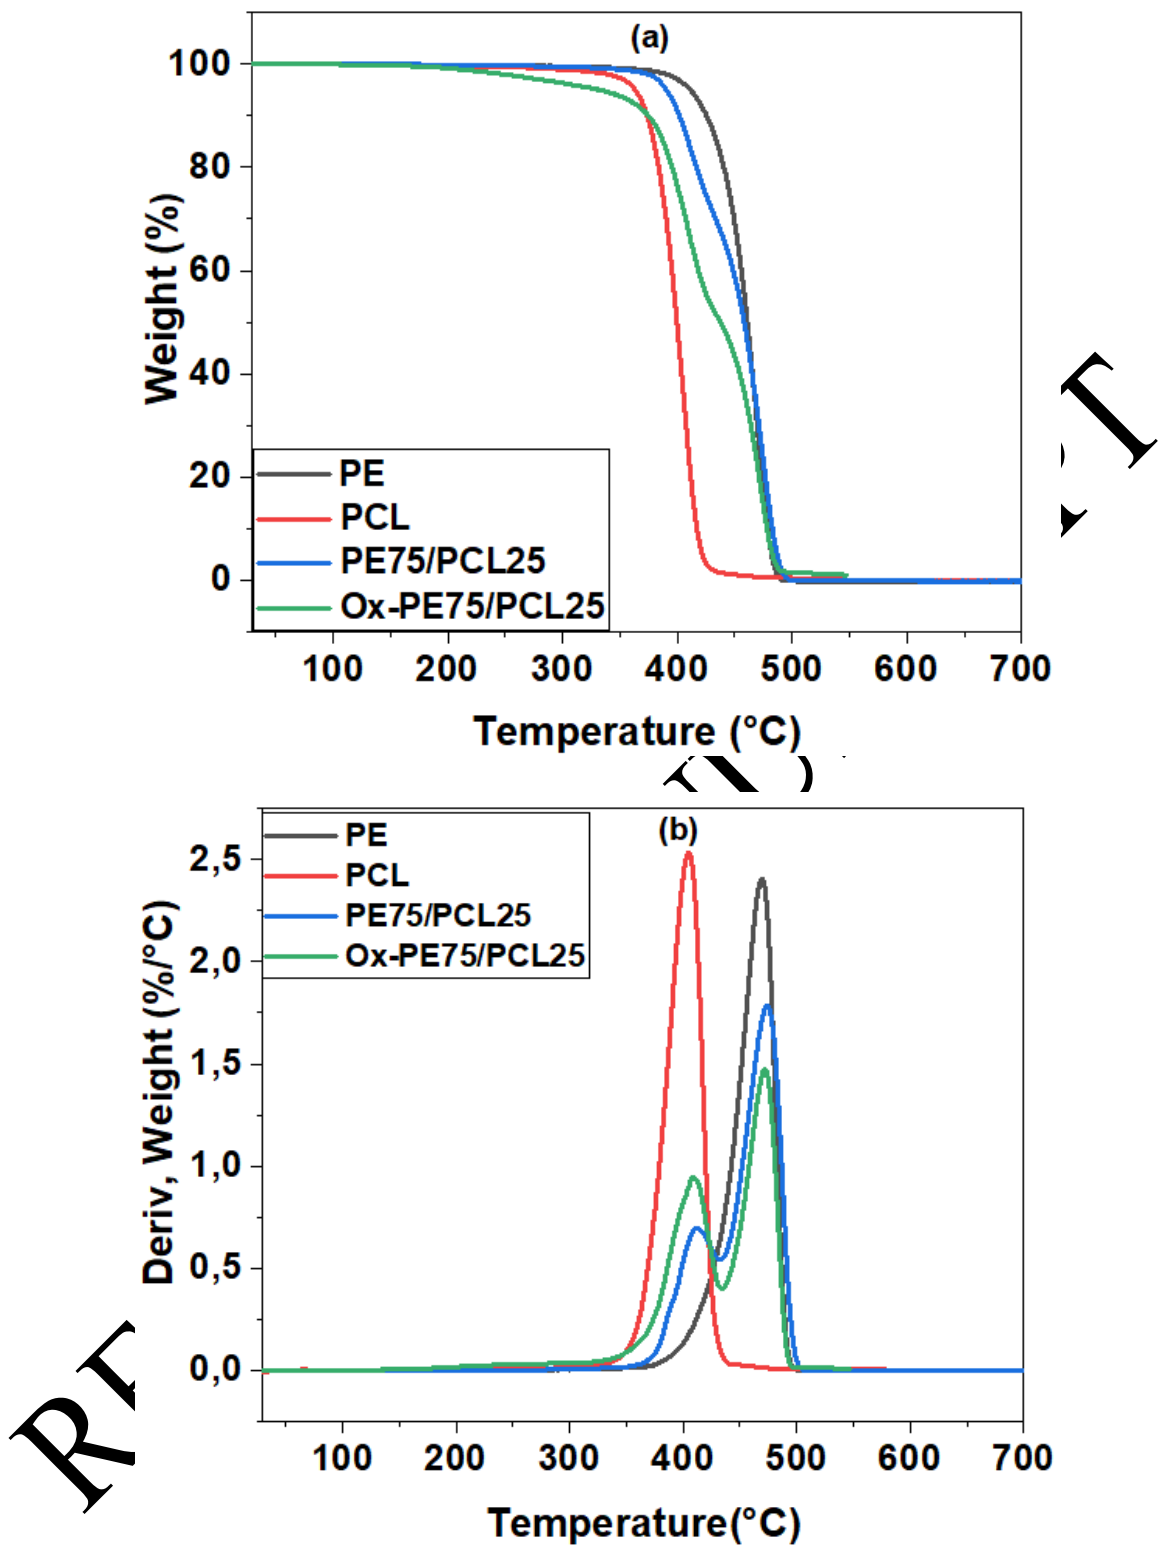 (a)
100
80
60
40
20
0
Weight (%)
PE
PCL
PE75/PCL25
Ox-PE75/PCL25
100 200 300 400 500 600 700
Temperature (°C)
(b)
PE
PCL
PE75/PCL25
Ox-PE75/PCL25
2,5
2,0
1,5
1,0
0,5
0,0
Deriv, Weight (%/°C)
100 200 300 400 500 600 700
Temperature(°C)